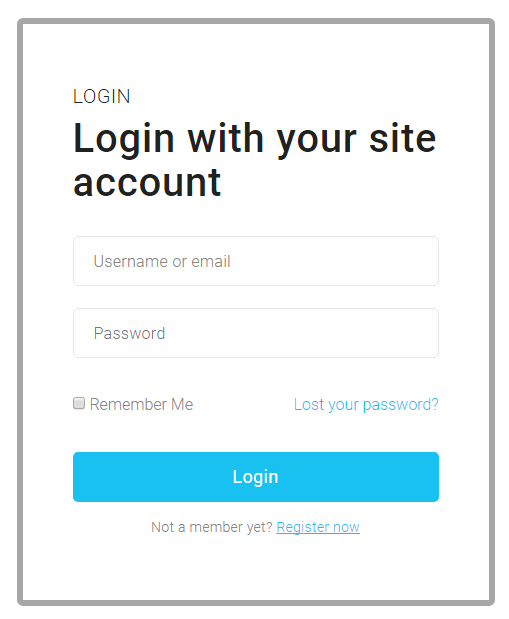 LOGIN
Login with your site
account
Username or email
Password
Remember Me Lost your password?
Login
Not a member yet? Register now